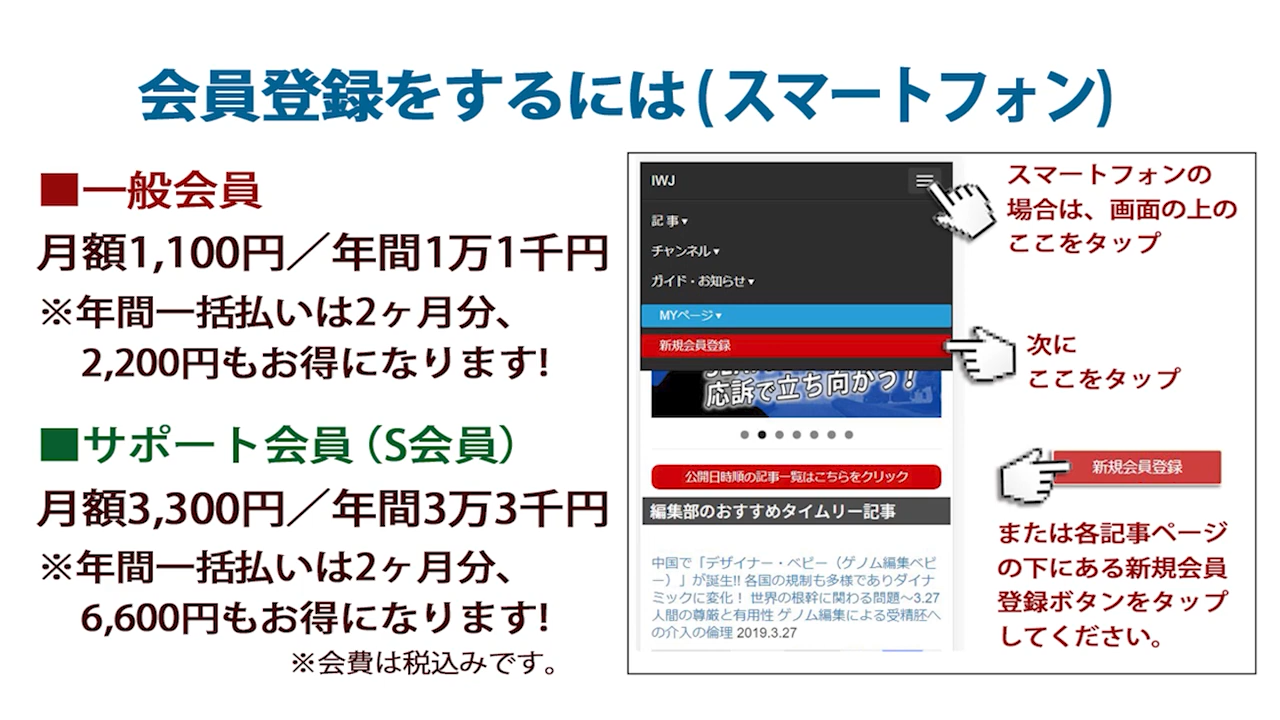 会員登録をするには(スマートフォン)
■一般会員
月額1,100円／年間1万1千円
※年間一括払いは2ヶ月分、
2,200円もお得になります!
■サポート会員（S会員）
月額3,300円／年間3万3千円
※年間一括払いは2ヶ月分、
6,600円もお得になります!
※会費は税込みです。
IWJ
記事▾
チャンネル▾
ガイド・お知らせ▾
MYページ▾
新規会員登録
応訴で立ち向かう！
公開日時順の記事一覧はこちらをクリック
編集部のおすすめタイムリー記事
中国で「デザイナー・ベビー（ゲノム編集ベビ
ー）」が誕生!! 各国の規制も多様でありダイナ
ミックに変化！ 世界の根幹に関わる問題〜3.27
人間の尊厳と有用性 ゲノム編集による受精胚へ
の介入の倫理 2019.3.27
スマートフォンの
場合は、画面の上の
ここをタップ
次に
ここをタップ
新規会員登録
または各記事ページ
の下にある新規会員
登録ボタンをタップ
してください。